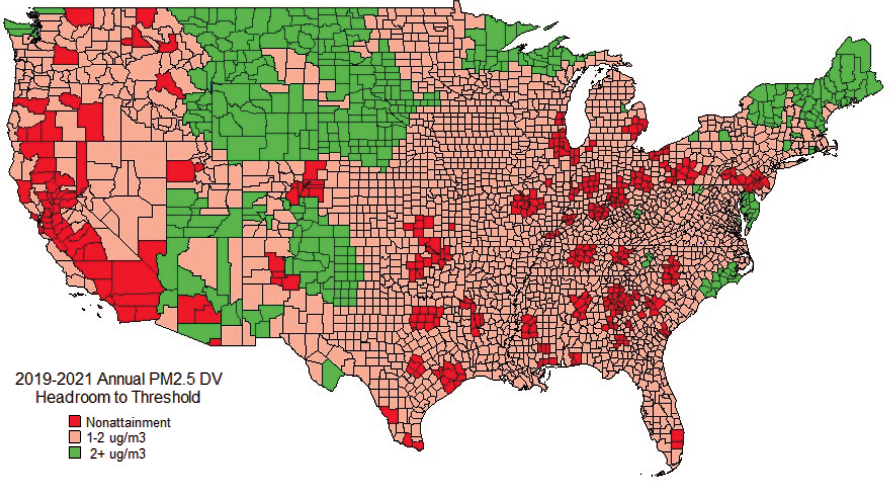 2019-2021 Annual PM2.5 DV
Headroom to Threshold
Nonattainment
1-2 ug/m3
2+ ug/m3